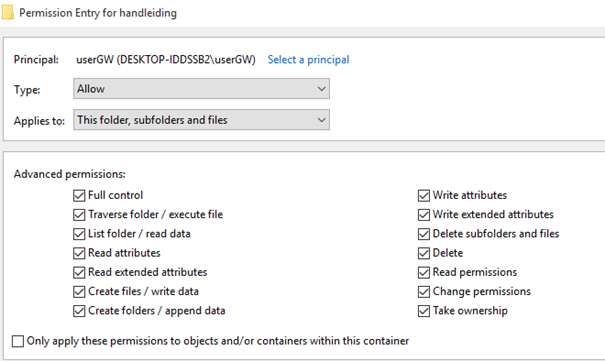 Permission Entry for handleiding
Principal: userGW (DESKTOP-IDDSSB2\userGW) Select a principal
Type: Allow
Applies to: This folder, subfolders and files
Advanced permissions:
Full control
Traverse folder / execute file
List folder / read data
Read attributes
Read extended attributes
Create files / write data
Create folders / append data
Write attributes
Write extended attributes
Delete subfolders and files
Delete
Read permissions
Change permissions
Take ownership
Only apply these permissions to objects and/or containers within this container